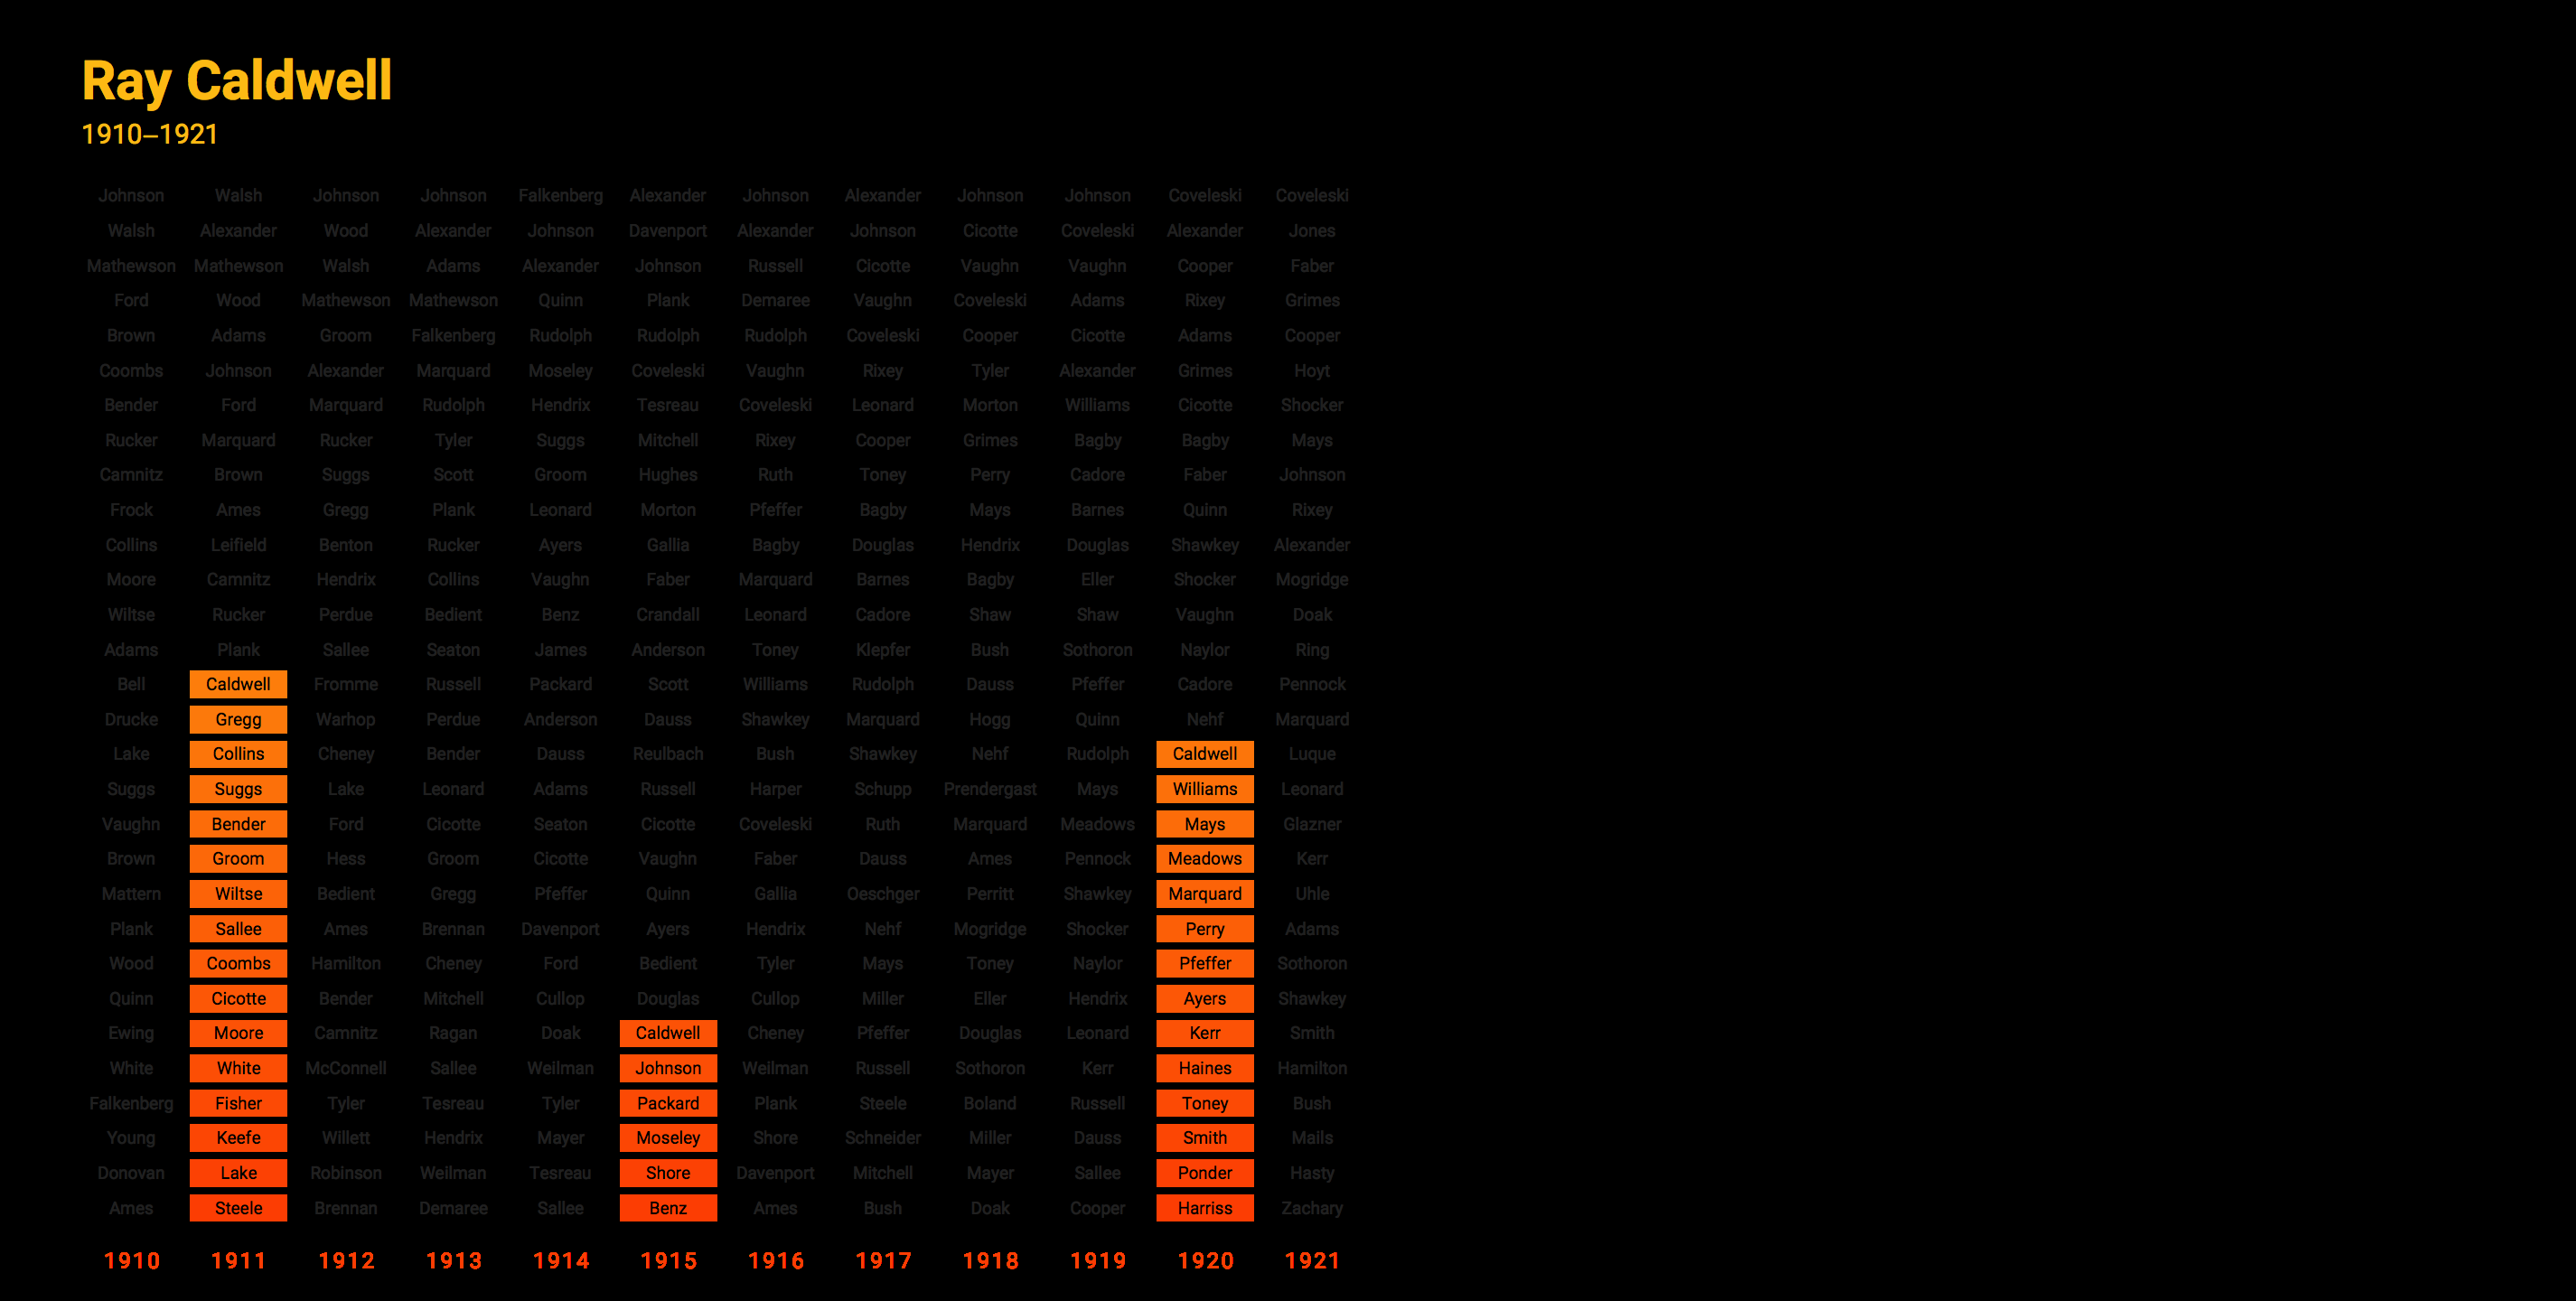 Ray Caldwell
1910–1921
Johnson Walsh Johnson Johnson Falkenberg Alexander Johnson Alexander Johnson Johnson Coveleski Coveleski
Walsh Alexander Wood Alexander Johnson Davenport Alexander Johnson Cicotte Coveleski Alexander Jones
Mathewson Mathewson Walsh Adams Alexander Johnson Russell Cicotte Vaughn Vaughn Cooper Faber
Ford Wood Mathewson Mathewson Quinn Plank Demaree Vaughn Coveleski Adams Rixey Grimes
Brown Adams Groom Falkenberg Rudolph Rudolph Rudolph Coveleski Cooper Cicotte Adams Cooper
Coombs Johnson Alexander Marquard Moseley Coveleski Vaughn Rixey Tyler Alexander Grimes Hoyt
Bender Ford Marquard Rudolph Hendrix Tesreau Coveleski Leonard Morton Williams Cicotte Shocker
Rucker Marquard Rucker Tyler Suggs Mitchell Rixey Cooper Grimes Bagby Bagby Mays
Camnitz Brown Suggs Scott Groom Hughes Ruth Toney Perry Cadore Faber Johnson
Frock Ames Gregg Plank Leonard Morton Pfeffer Bagby Mays Barnes Quinn Rixey
Collins Leifield Benton Rucker Ayers Gallia Bagby Douglas Hendrix Douglas Shawkey Alexander
Moore Camnitz Hendrix Collins Vaughn Faber Marquard Barnes Bagby Eller Shocker Mogridge
Wiltse Rucker Perdue Bedient Benz Crandall Leonard Cadore Shaw Shaw Vaughn Doak
Adams Plank Sallee Seaton James Anderson Toney Klepfer Bush Sothoron Naylor Ring
Bell Caldwell Fromme Russell Packard Scott Williams Rudolph Dauss Pfeffer Cadore Pennock
Drucke Gregg Warhop Perdue Anderson Dauss Shawkey Marquard Hogg Quinn Nehf Marquard
Lake Collins Cheney Bender Dauss Reulbach Bush Shawkey Nehf Rudolph Caldwell Luque
Suggs Suggs Lake Leonard Adams Russell Harper Schupp Prendergast Mays Williams Leonard
Vaughn Bender Ford Cicotte Seaton Cicotte Coveleski Ruth Marquard Meadows Mays Glazner
Brown Groom Hess Groom Cicotte Vaughn Faber Dauss Ames Pennock Meadows Kerr
Mattern Wiltse Bedient Gregg Pfeffer Quinn Gallia Oeschger Perritt Shawkey Marquard Uhle
Plank Sallee Ames Brennan Davenport Ayers Hendrix Nehf Mogridge Shocker Perry Adams
Wood Coombs Hamilton Cheney Ford Bedient Tyler Mays Toney Naylor Pfeffer Sothoron
Quinn Cicotte Bender Mitchell Cullop Douglas Cullop Miller Eller Hendrix Ayers Shawkey
Ewing Moore Camnitz Ragan Doak Caldwell Cheney Pfeffer Douglas Leonard Kerr Smith
White White McConnell Sallee Weilman Johnson Weilman Russell Sothoron Kerr Haines Hamilton
Falkenberg Fisher Tyler Tesreau Tyler Packard Plank Steele Boland Russell Toney Bush
Young Keefe Willett Hendrix Mayer Moseley Shore Schneider Miller Dauss Smith Mails
Donovan Lake Robinson Weilman Tesreau Shore Davenport Mitchell Mayer Sallee Ponder Hasty
Ames Steele Brennan Demaree Sallee Benz Ames Bush Doak Cooper Harriss Zachary
1910 1911 1912 1913 1914 1915 1916 1917 1918 1919 1920 1921